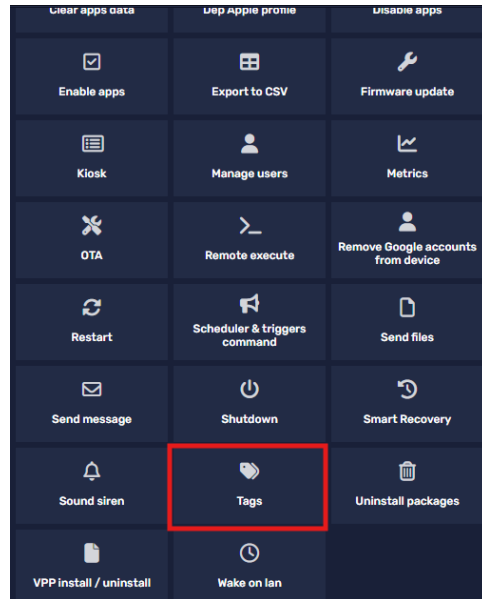 Clear apps data
Dep Apple profile
Disable apps
Enable apps
Export to CSV
Firmware update
Kiosk
Manage users
Metrics
OTA
Remote execute
Remove Google accounts
from device
Restart
Scheduler & triggers
command
Send files
Send message
Shutdown
Smart Recovery
Sound siren
Tags
Uninstall packages
VPP install / uninstall
Wake on lan